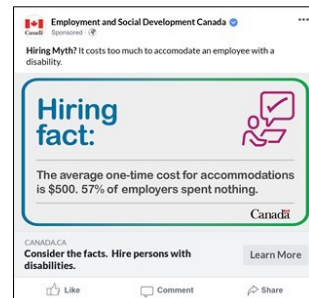 Employment and Social Development Canada
Canada
Sponsored ·
Hiring Myth? It costs too much to accomodate an employee with a
disability.
Hiring
fact:
The average one-time cost for accommodations
is $500. 57% of employers spent nothing.
Canada
CANADA.CA
Consider the facts. Hire persons with
disabilities.
Learn More
Like
Comment
Share